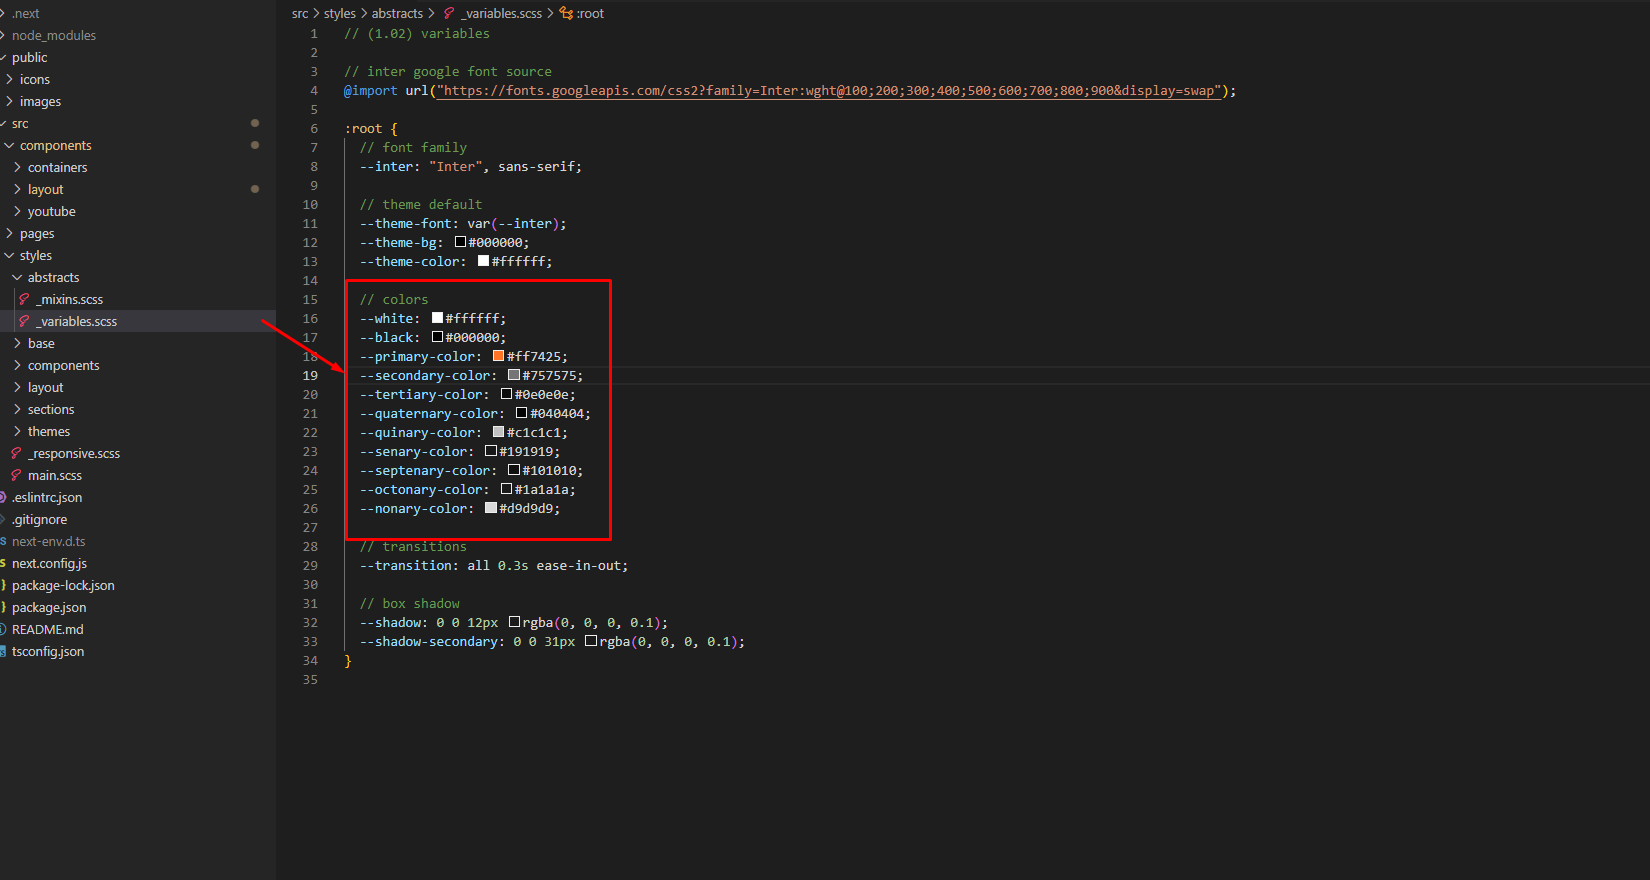 .next
node_modules
public
icons
images
src
components
containers
layout
youtube
pages
styles
abstracts
_mixins.scss
_variables.scss
base
components
layout
sections
themes
_responsive.scss
main.scss
.eslintrc.json
.gitignore
next-env.d.ts
next.config.js
package-lock.json
package.json
README.md
tsconfig.json
src > styles > abstracts > _variables.scss > :root
1 // (1.02) variables
2
3 // inter google font source
4 @import url("https://fonts.googleapis.com/css2?family=Inter:wght@100;200;300;400;500;600;700;800;900&display=swap");
5
6 :root {
7 // font family
8 --inter: "Inter", sans-serif;
9
10 // theme default
11 --theme-font: var(--inter);
12 --theme-bg: #000000;
13 --theme-color: #ffffff;
14
15 // colors
16 --white: #ffffff;
17 --black: #000000;
18 --primary-color: #ff7425;
19 --secondary-color: #757575;
20 --tertiary-color: #0e0e0e;
21 --quaternary-color: #040404;
22 --quinary-color: #c1c1c1;
23 --senary-color: #191919;
24 --septenary-color: #101010;
25 --octonary-color: #1a1a1a;
26 --nonary-color: #d9d9d9;
27
28 // transitions
29 --transition: all 0.3s ease-in-out;
30
31 // box shadow
32 --shadow: 0 0 12px rgba(0, 0, 0, 0.1);
33 --shadow-secondary: 0 0 31px rgba(0, 0, 0, 0.1);
34 }
35